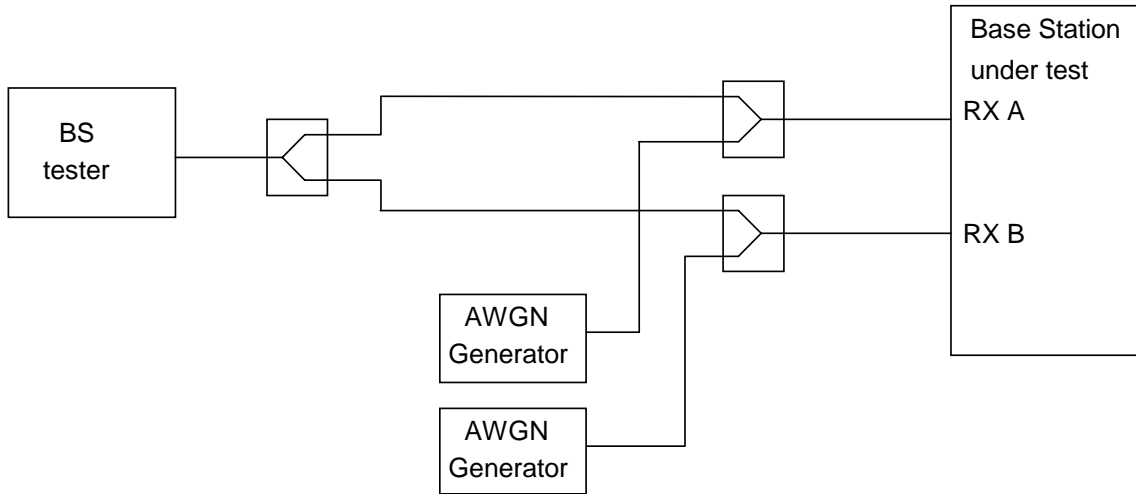 Base Station
under test
RX A
BS
tester
RX B
AWGN
Generator
AWGN
Generator